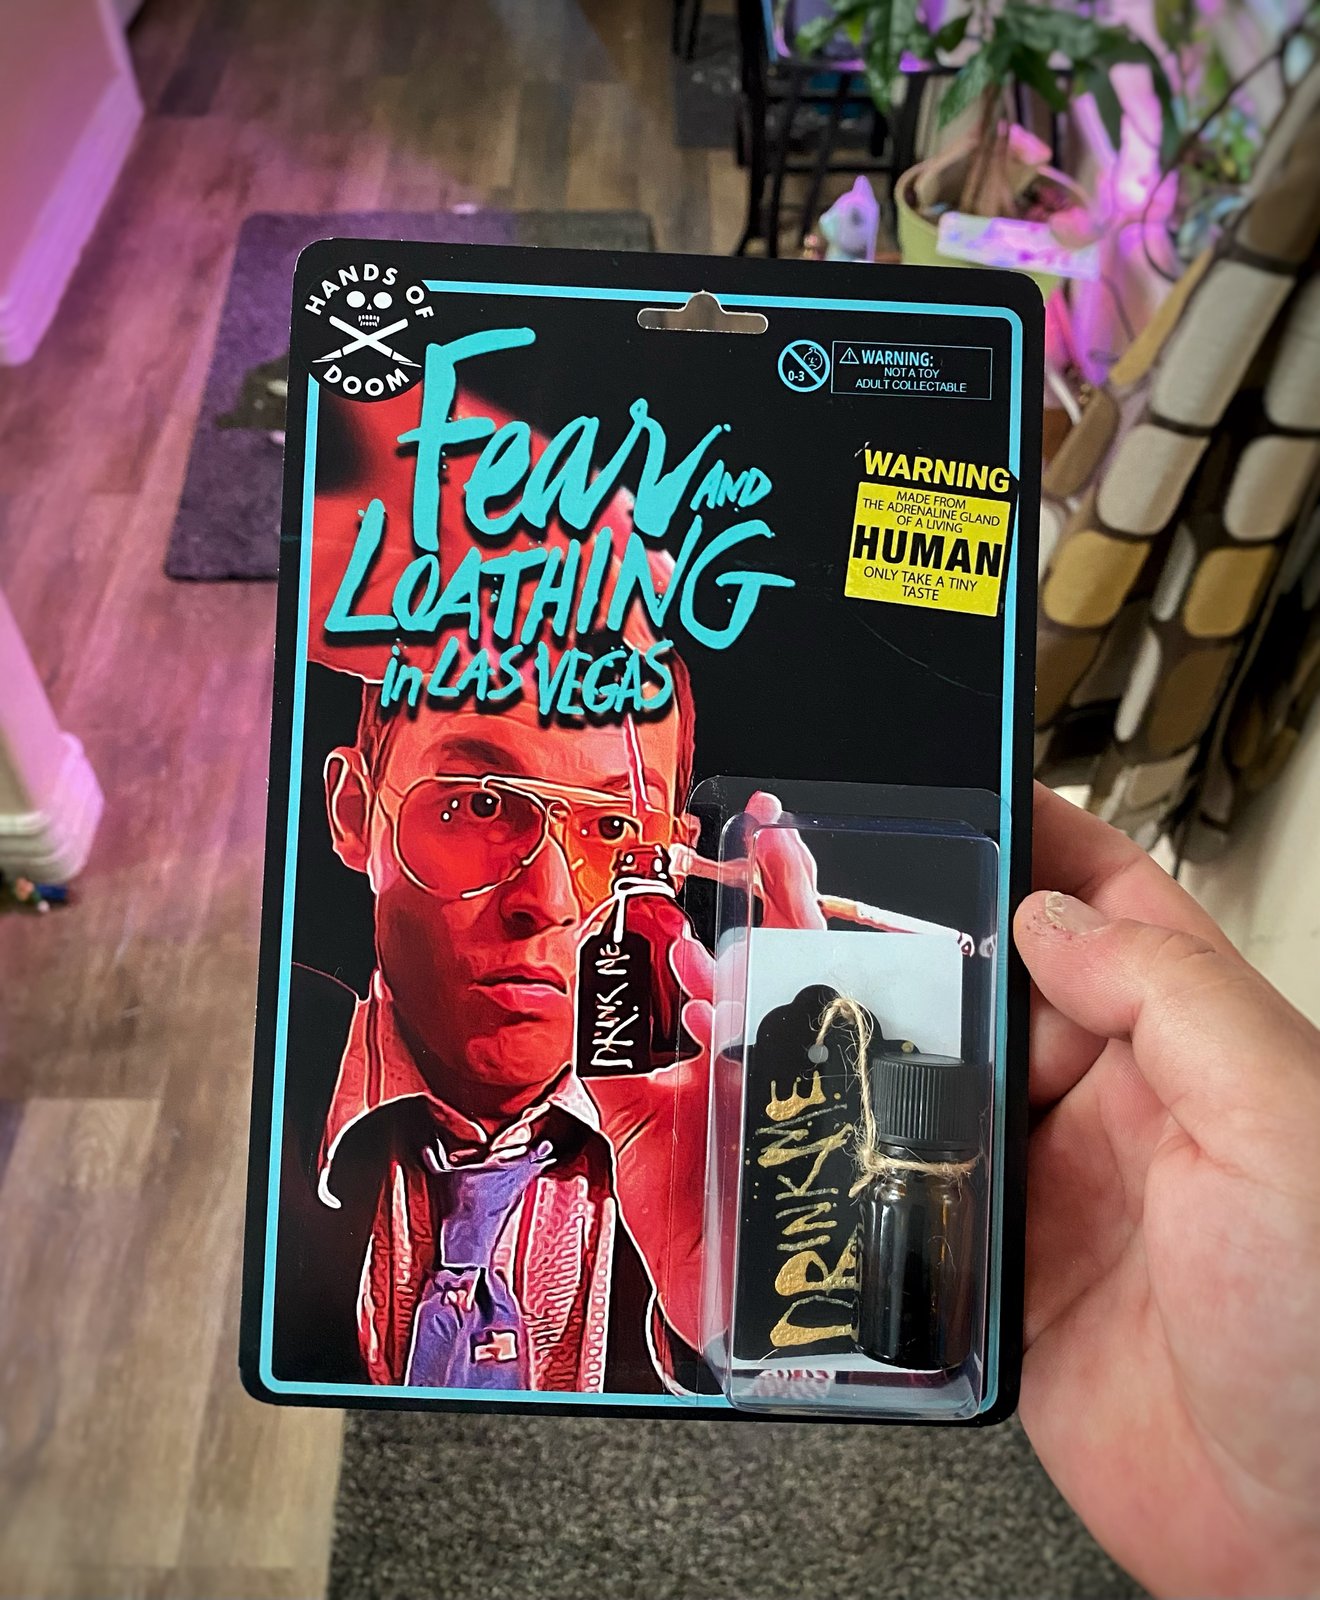 HANDS OF
DOOM
Fear AND
LOATHING
in LAS VEGAS
0-3
WARNING:
NOT A TOY
ADULT COLLECTABLE
WARNING
MADE FROM
THE ADRENALINE GLAND
OF A LIVING
HUMAN
ONLY TAKE A TINY
TASTE
DRINK ME
DRINK ME